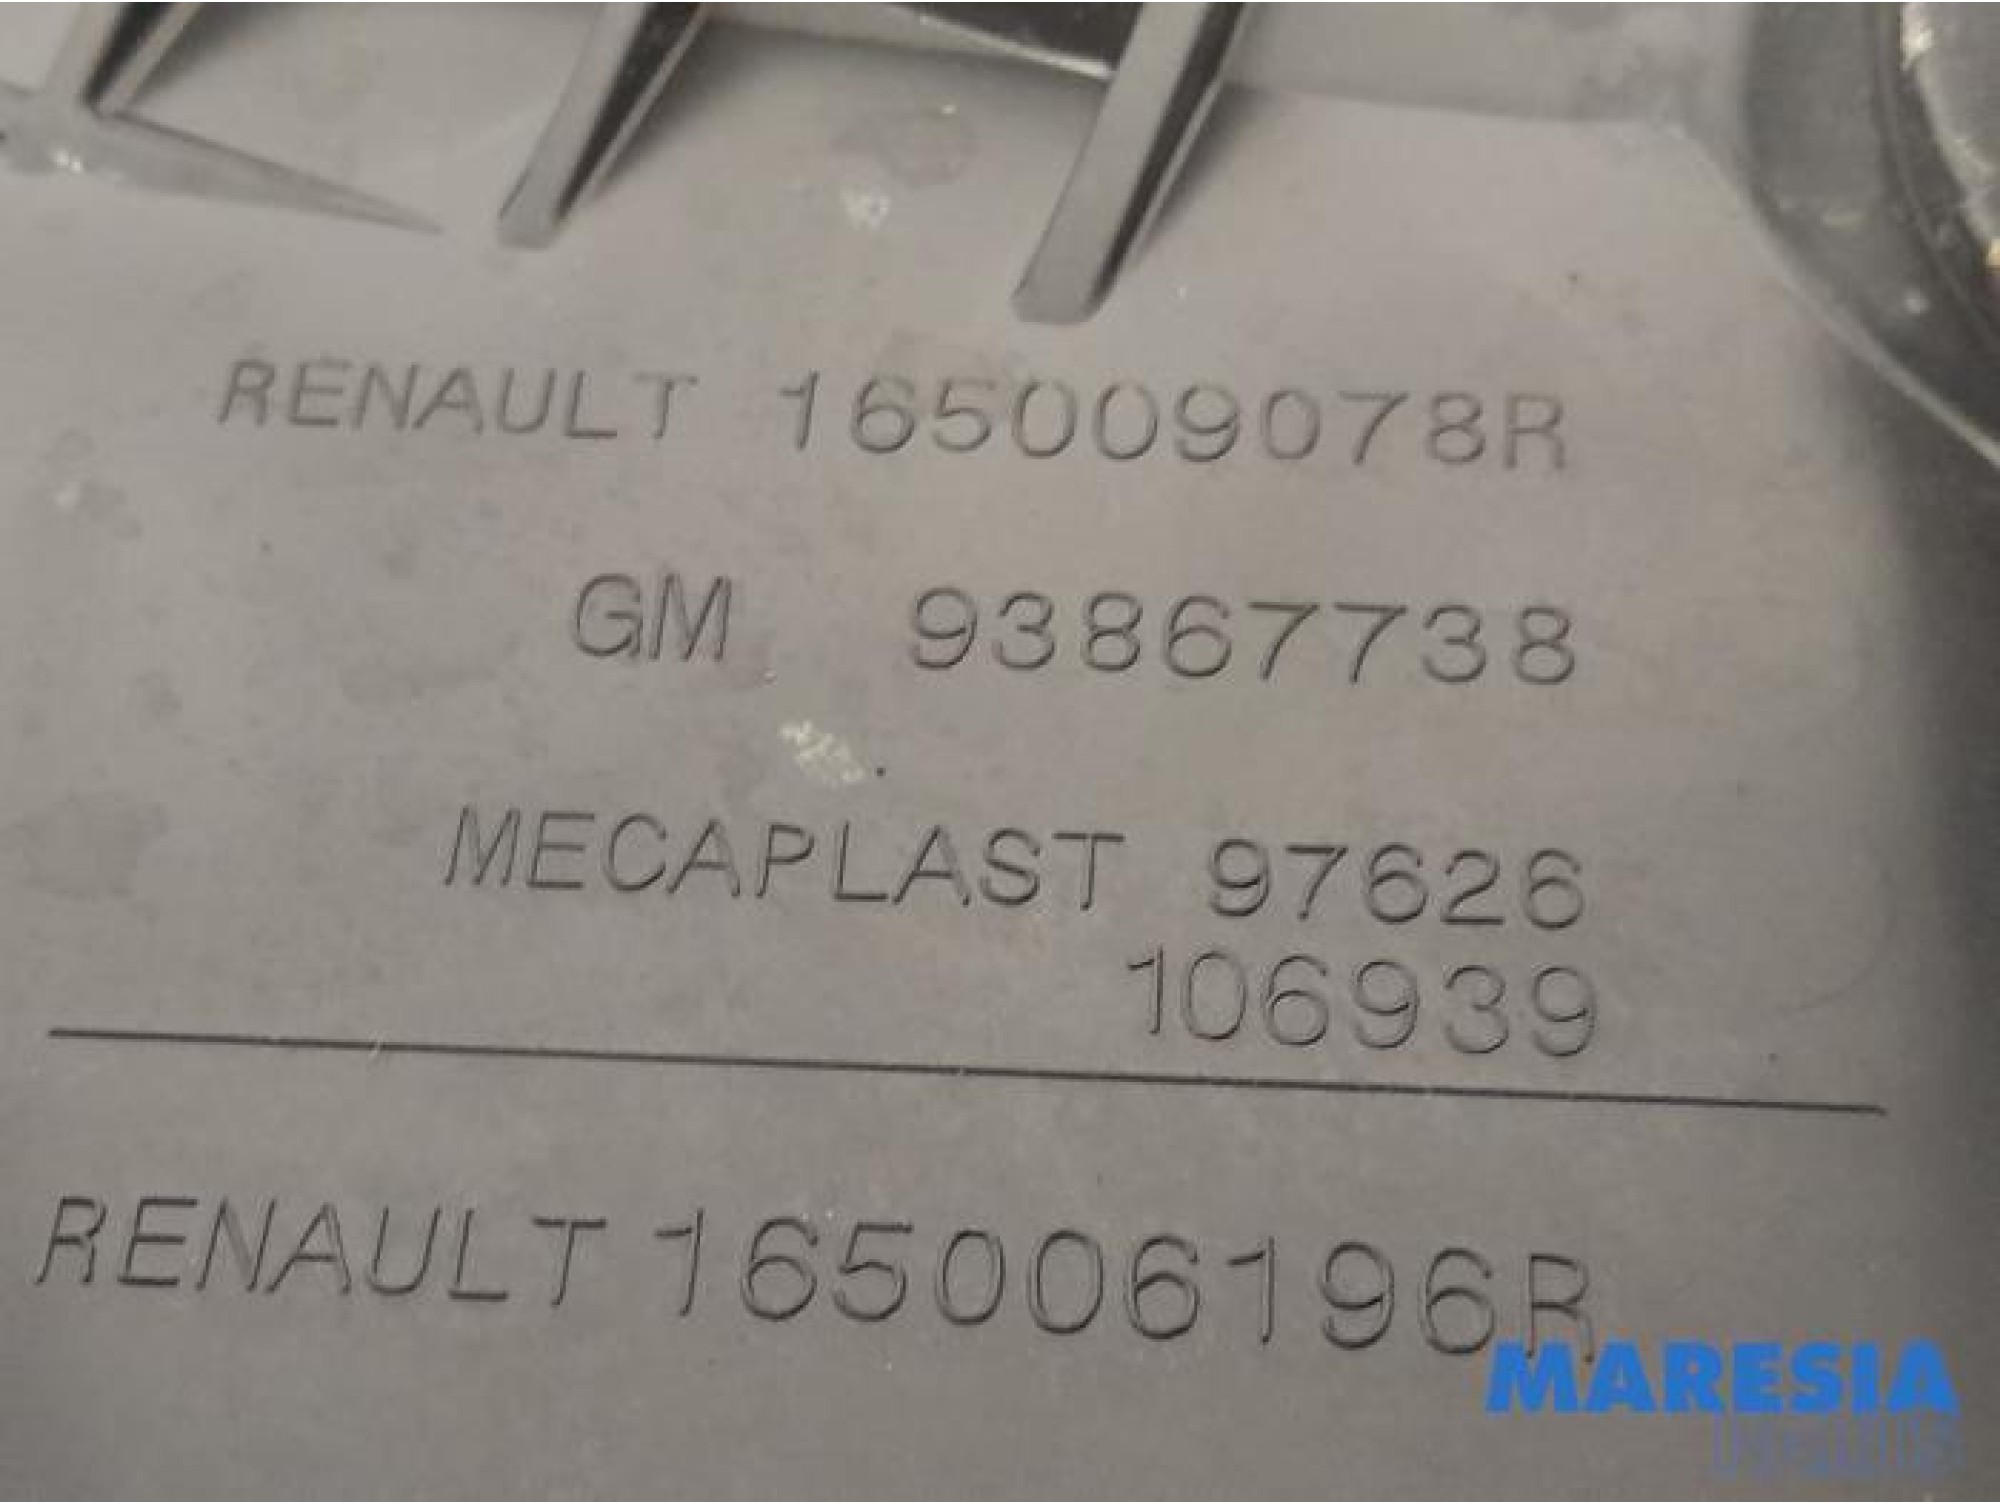 RENAULT 165009078R
GM 93867738
MECAPLAST 97626
106939
RENAULT 165006196R
MARESIA